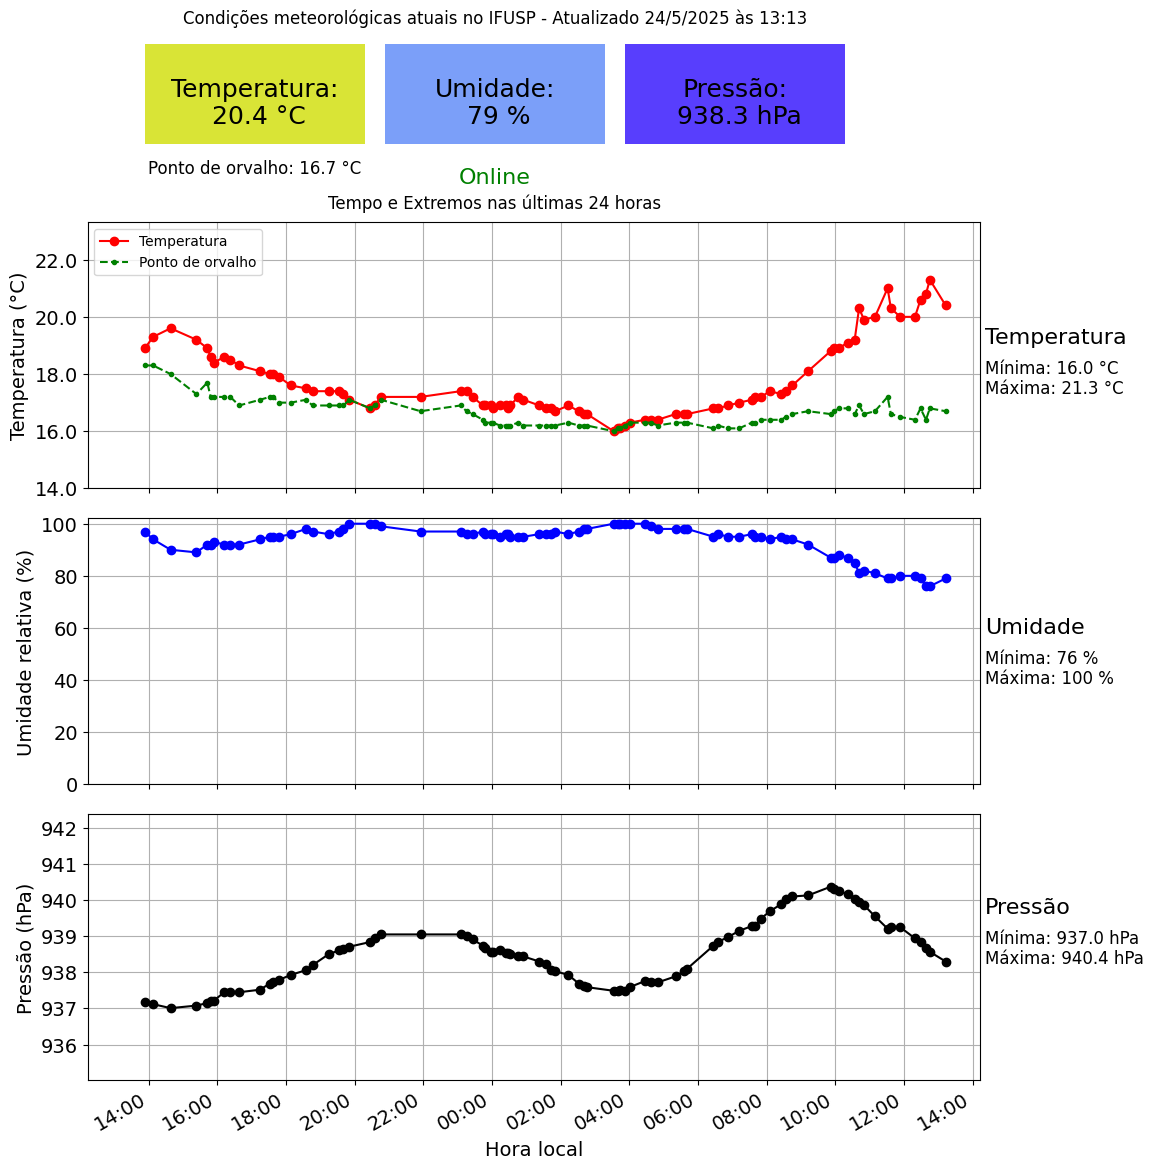 Condições meteorológicas atuais no IFUSP - Atualizado 24/5/2025 às 13:13
Temperatura:
20.4 °C
Umidade:
79 %
Pressão:
938.3 hPa
Ponto de orvalho: 16.7 °C
Online
Tempo e Extremos nas últimas 24 horas
Temperatura
Ponto de orvalho
Temperatura (°C)
22.0
20.0
18.0
16.0
14.0
Temperatura
Mínima: 16.0 °C
Máxima: 21.3 °C
Umidade relativa (%)
100
80
60
40
20
0
Umidade
Mínima: 76 %
Máxima: 100 %
Pressão (hPa)
942
941
940
939
938
937
936
Pressão
Mínima: 937.0 hPa
Máxima: 940.4 hPa
14:00 16:00 18:00 20:00 22:00 00:00 02:00 04:00 06:00 08:00 10:00 12:00 14:00
Hora local